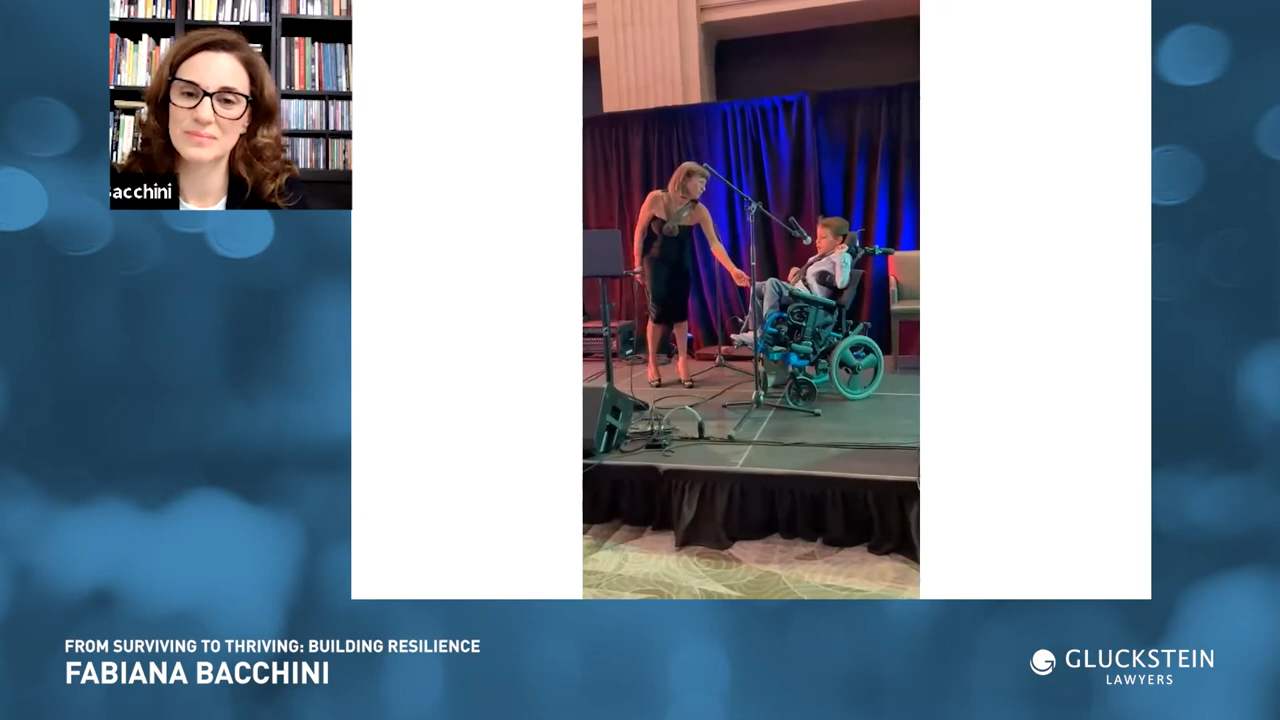 acchini
FROM SURVIVING TO THRIVING: BUILDING RESILIENCE
FABIANA BACCHINI
GLUCKSTEIN
LAWYERS